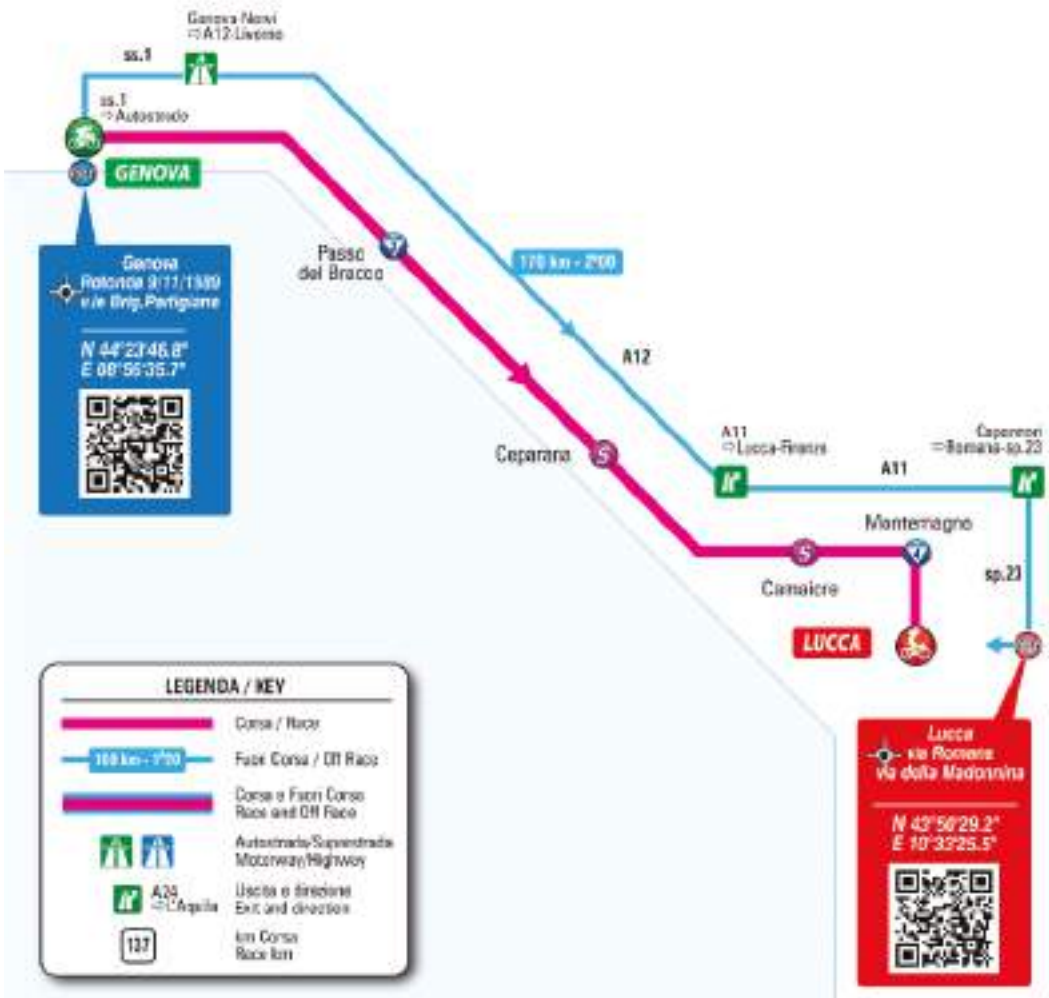 Genova-Nervi
⇨A12-Livorno
ss.1
ss.1
⇨Autostrade
GENOVA
Genova
Rotonda 9/11/1989
v.le Brig.Partigiane
N 44°23'46.8"
E 08°56'35.7"
Passo
del Bracco
170 km - 2h00
A12
Ceparana
A11
⇨Lucca-Firenze
Capannori
⇨Romana-sp.23
A11
Montemagno
Camaiore
sp.23
LUCCA
Lucca
via Romana
via della Madonnina
N 43°50'29.2"
E 10°33'25.5"
LEGENDA / KEY
Corsa / Race
100 km - 1h00
Fuori Corsa / Off Race
Corsa e Fuori Corsa
Race and Off Race
Autostrada/Superstrada
Motorway/Highway
A24
⇨L'Aquila
Uscita e direzione
Exit and direction
137
km Corsa
Race km